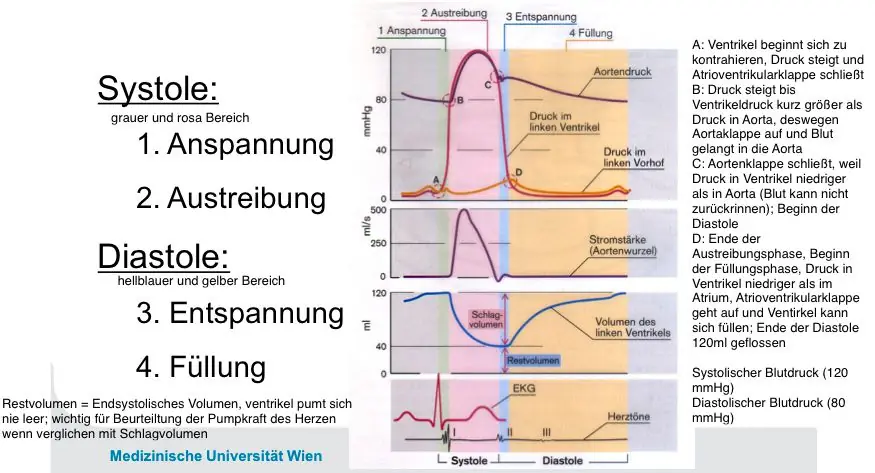 Systole:
grauer und rosa Bereich
1. Anspannung
2. Austreibung
Diastole:
hellblauer und gelber Bereich
3. Entspannung
4. Füllung
Restvolumen = Endsystolisches Volumen, ventrikel pumt sich
nie leer; wichtig für Beurteiltung der Pumpkraft des Herzen
wenn verglichen mit Schlagvolumen
Medizinische Universität Wien
2 Austreibung
3 Entspannung
1 Anspannung
4 Füllung
120
80
40
0
mmHg
Aortendruck
C
B
Druck im
linken Ventrikel
Druck im
linken Vorhof
A
D
500
250
0
ml/s
Stromstärke
(Aortenwurzel)
120
40
0
ml
Schlag-
volumen
Volumen des
linken Ventrikels
Restvolumen
EKG
Herztöne
I
II
III
Systole
Diastole
A: Ventrikel beginnt sich zu
kontrahieren, Druck steigt und
Atrioventrikularklappe schließt
B: Druck steigt bis
Ventrikeldruck kurz größer als
Druck in Aorta, deswegen
Aortaklappe auf und Blut
gelangt in die Aorta
C: Aortenklappe schließt, weil
Druck in Ventrikel niedriger
als in Aorta (Blut kann nicht
zurückrinnen); Beginn der
Diastole
D: Ende der
Austreibungsphase, Beginn
der Füllungsphase, Druck in
Ventrikel niedriger als im
Atrium, Atrioventrikularklappe
geht auf und Ventirkel kann
sich füllen; Ende der Diastole
120ml geflossen
Systolischer Blutdruck (120
mmHg)
Diastolischer Blutdruck (80
mmHg)